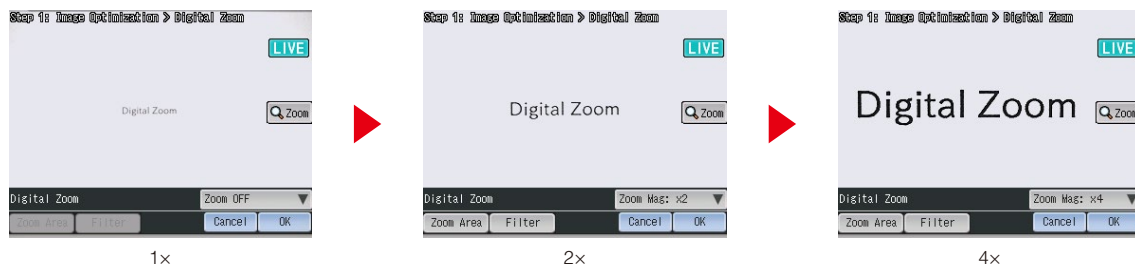 Step 1: Image Optimization > Digital Zoom
LIVE
Digital Zoom
Zoom
Digital Zoom
Zoom OFF ▼
Zoom Area
Filter
Cancel
OK
1×
Step 1: Image Optimization > Digital Zoom
LIVE
Digital Zoom
Zoom
Digital Zoom
Zoom Mag: ×2 ▼
Zoom Area
Filter
Cancel
OK
2×
Step 1: Image Optimization > Digital Zoom
LIVE
Digital Zoom
Zoom
Digital Zoom
Zoom Mag: ×4 ▼
Zoom Area
Filter
Cancel
OK
4×